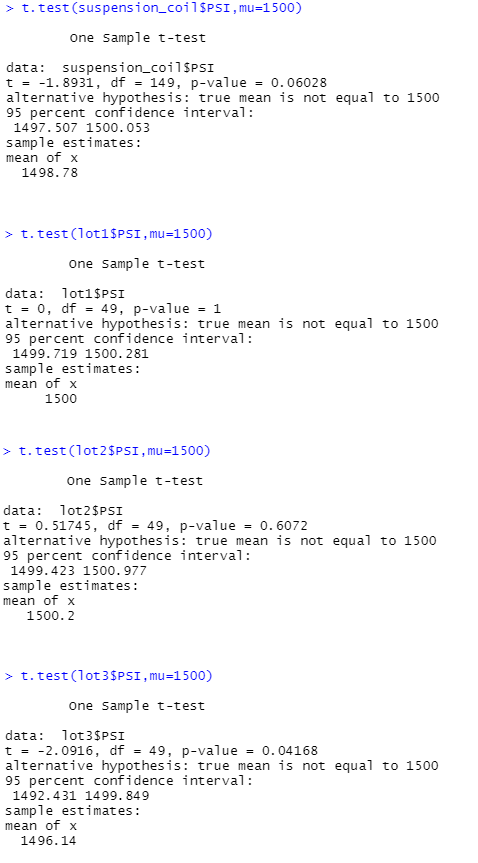 > t.test(suspension_coil$PSI,mu=1500)
One Sample t-test
data:  suspension_coil$PSI
t = -1.8931, df = 149, p-value = 0.06028
alternative hypothesis: true mean is not equal to 1500
95 percent confidence interval:
1497.507 1500.053
sample estimates:
mean of x
1498.78
> t.test(lot1$PSI,mu=1500)
One Sample t-test
data:  lot1$PSI
t = 0, df = 49, p-value = 1
alternative hypothesis: true mean is not equal to 1500
95 percent confidence interval:
1499.719 1500.281
sample estimates:
mean of x
1500
> t.test(lot2$PSI,mu=1500)
One Sample t-test
data:  lot2$PSI
t = 0.51745, df = 49, p-value = 0.6072
alternative hypothesis: true mean is not equal to 1500
95 percent confidence interval:
1499.423 1500.977
sample estimates:
mean of x
1500.2
> t.test(lot3$PSI,mu=1500)
One Sample t-test
data:  lot3$PSI
t = -2.0916, df = 49, p-value = 0.04168
alternative hypothesis: true mean is not equal to 1500
95 percent confidence interval:
1492.431 1499.849
sample estimates:
mean of x
1496.14